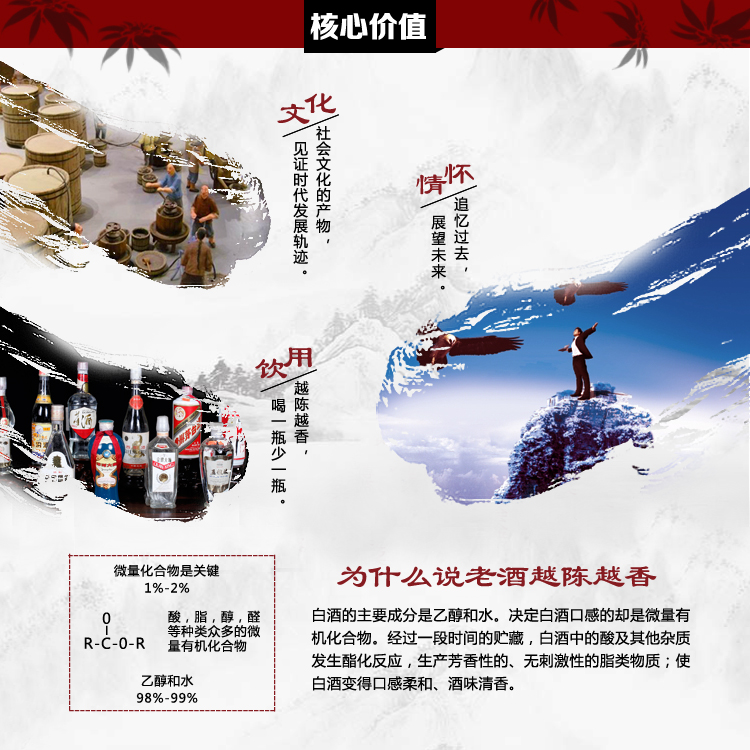 核心价值
文化
社会文化的产物，
见证时代发展轨迹。
情怀
追忆过去，
展望未来。
饮用
越陈越香，
喝一瓶少一瓶。
微量化合物是关键
1%-2%
O
R-C-O-R
酸，脂，醇，醛
等种类众多的微
量有机化合物
乙醇和水
98%-99%
为什么说老酒越陈越香
白酒的主要成分是乙醇和水。决定白酒口感的却是微量有
机化合物。经过一段时间的贮藏，白酒中的酸及其他杂质
发生酯化反应，生产芳香性的、无刺激性的脂类物质；使
白酒变得口感柔和、酒味清香。